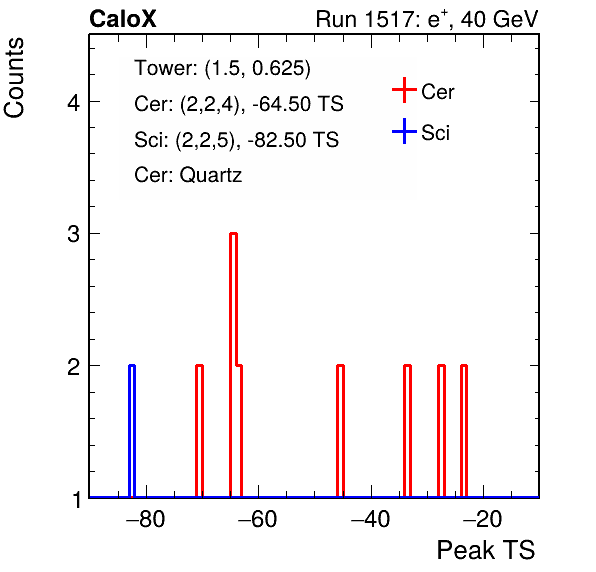 CaloX Run 1517: e⁺, 40 GeV
Counts
Tower: (1.5, 0.625)
Cer: (2,2,4), -64.50 TS
Sci: (2,2,5), -82.50 TS
Cer: Quartz
Cer
Sci
4
3
2
1
−80 −60 −40 −20
Peak TS